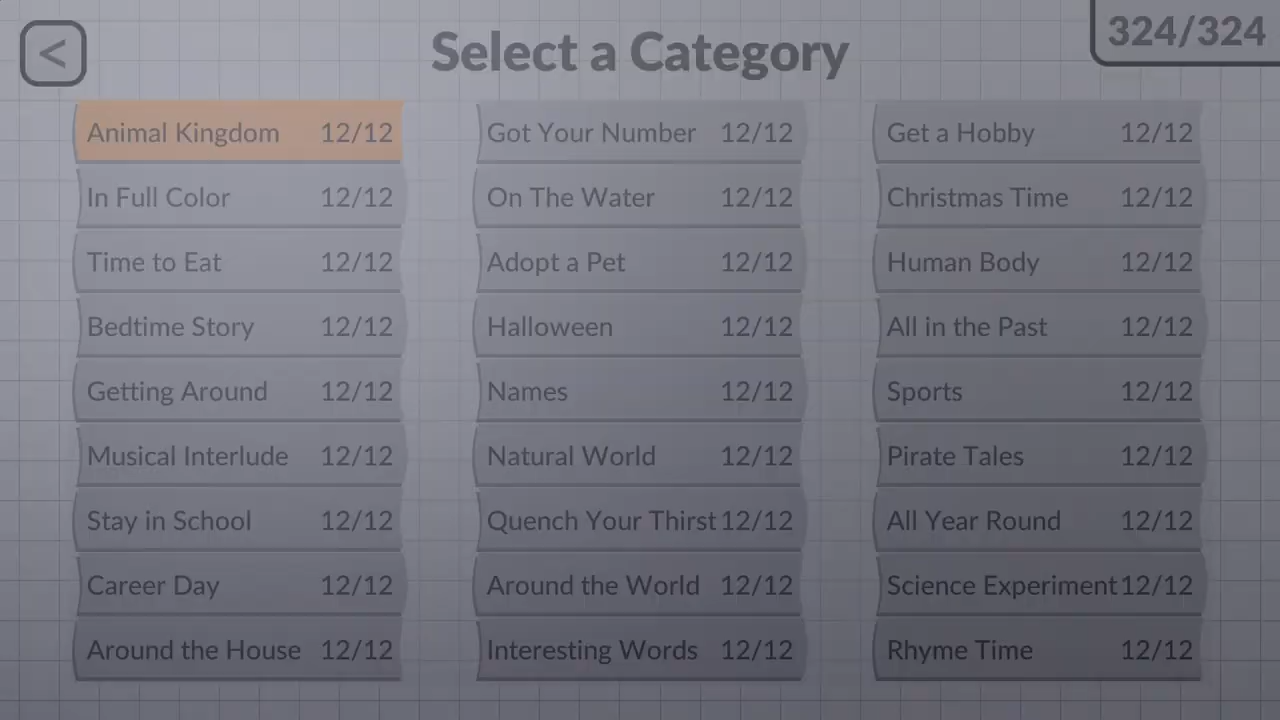 <
Select a Category
324/324
Animal Kingdom 12/12
In Full Color 12/12
Time to Eat 12/12
Bedtime Story 12/12
Getting Around 12/12
Musical Interlude 12/12
Stay in School 12/12
Career Day 12/12
Around the House 12/12
Got Your Number 12/12
On The Water 12/12
Adopt a Pet 12/12
Halloween 12/12
Names 12/12
Natural World 12/12
Quench Your Thirst 12/12
Around the World 12/12
Interesting Words 12/12
Get a Hobby 12/12
Christmas Time 12/12
Human Body 12/12
All in the Past 12/12
Sports 12/12
Pirate Tales 12/12
All Year Round 12/12
Science Experiment 12/12
Rhyme Time 12/12